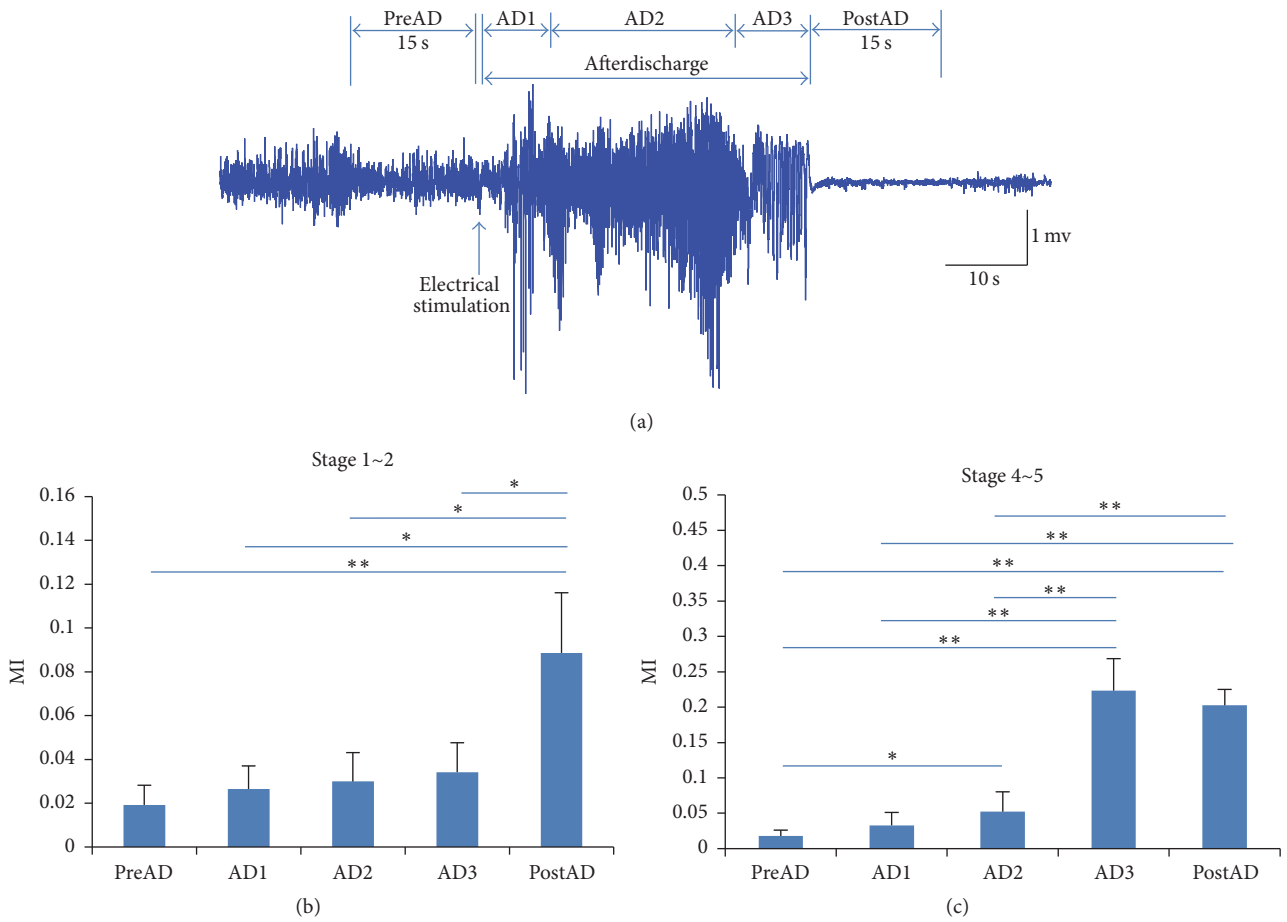 PreAD AD1 AD2 AD3 PostAD
15 s 15 s
Afterdischarge
1 mv
10 s
Electrical
stimulation
(a)
Stage 1~2
MI
0.16
0.14
0.12
0.1
0.08
0.06
0.04
0.02
0
*
*
*
**
PreAD AD1 AD2 AD3 PostAD
(b)
Stage 4~5
MI
0.5
0.45
0.4
0.35
0.3
0.25
0.2
0.15
0.1
0.05
0
**
**
**
**
**
**
*
PreAD AD1 AD2 AD3 PostAD
(c)